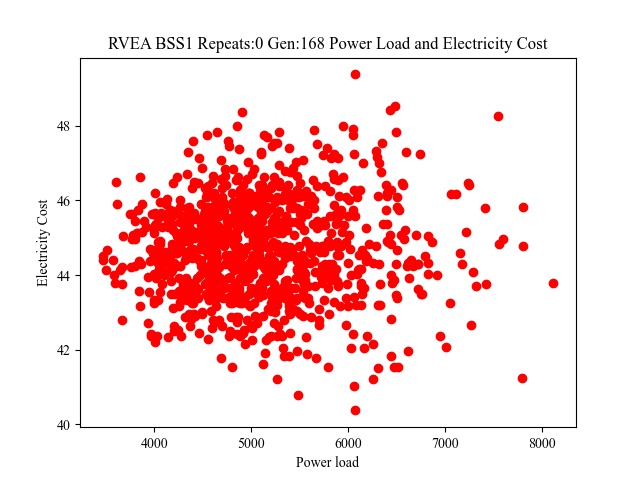 RVEA BSS1 Repeats:0 Gen:168 Power Load and Electricity Cost
48
46
44
42
40
Electricity Cost
4000 5000 6000 7000 8000
Power load